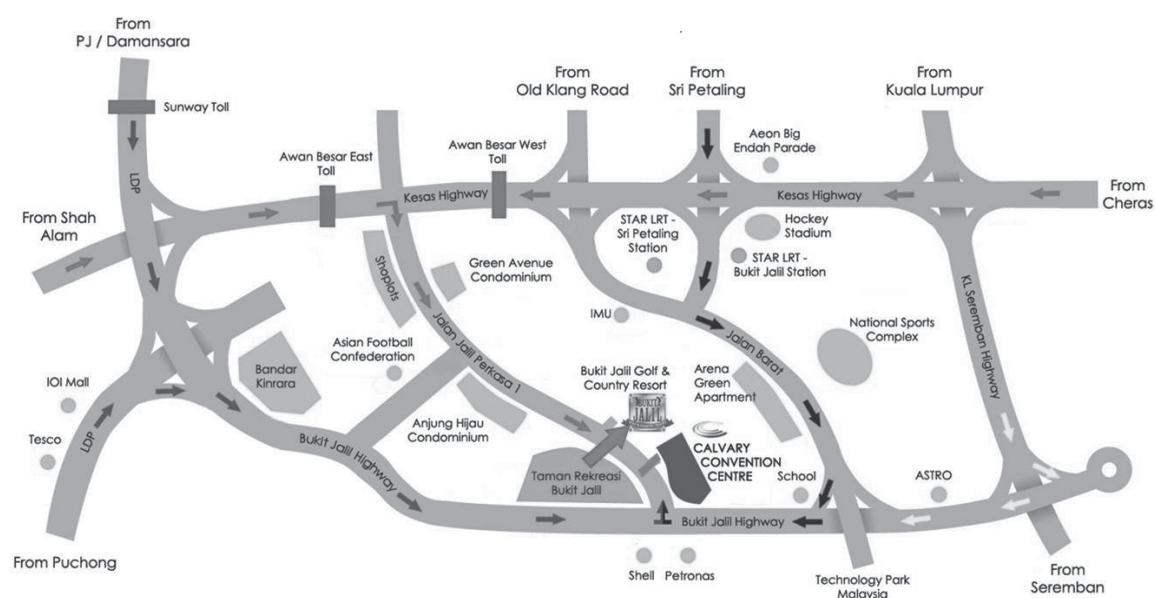 From
PJ / Damansara
Sunway Toll
LDP
From Shah
Alam
Awan Besar East
Toll
Awan Besar West
Toll
Kesas Highway
From
Old Klang Road
From
Sri Petaling
Aeon Big
Endah Parade
From
Kuala Lumpur
Kesas Highway
From
Cheras
STAR LRT -
Sri Petaling
Station
Hockey
Stadium
STAR LRT -
Bukit Jalil Station
Shoplots
Green Avenue
Condominium
IMU
Jalan Barat
National Sports
Complex
KL Seremban Highway
Asian Football
Confederation
Jalan Jalil Perkasa 1
Bandar
Kinrara
IOI Mall
Tesco
LDP
Anjung Hijau
Condominium
Bukit Jalil Golf &
Country Resort
BUKIT
JALIL
Arena
Green
Apartment
CALVARY
CONVENTION
CENTRE
Bukit Jalil Highway
Taman Rekreasi
Bukit Jalil
School
ASTRO
Bukit Jalil Highway
From Puchong
Shell
Petronas
Technology Park
Malaysia
From
Seremban